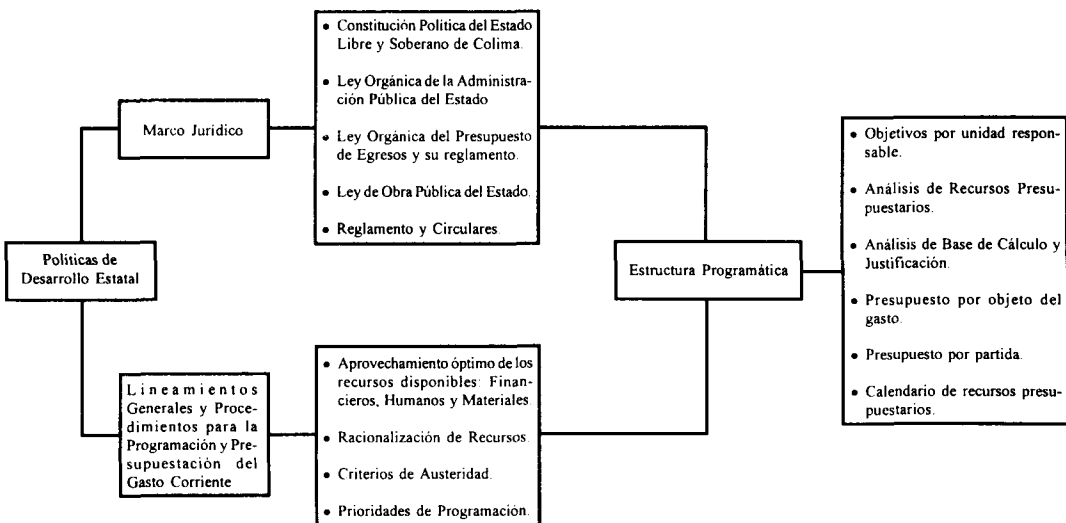 Políticas de
Desarrollo Estatal
Marco Jurídico
• Constitución Política del Estado
Libre y Soberano de Colima.
• Ley Orgánica de la Administra-
ción Pública del Estado
• Ley Orgánica del Presupuesto
de Egresos y su reglamento.
• Ley de Obra Pública del Estado.
• Reglamento y Circulares.
Lineamientos
Generales y Proce-
dimientos para la
Programación y Pre-
supuestación del
Gasto Corriente
• Aprovechamiento óptimo de los
recursos disponibles: Finan-
cieros, Humanos y Materiales.
• Racionalización de Recursos.
• Criterios de Austeridad.
• Prioridades de Programación.
Estructura Programática
• Objetivos por unidad respon-
sable.
• Análisis de Recursos Presu-
puestarios.
• Análisis de Base de Cálculo y
Justificación.
• Presupuesto por objeto del
gasto.
• Presupuesto por partida.
• Calendario de recursos presu-
puestarios.